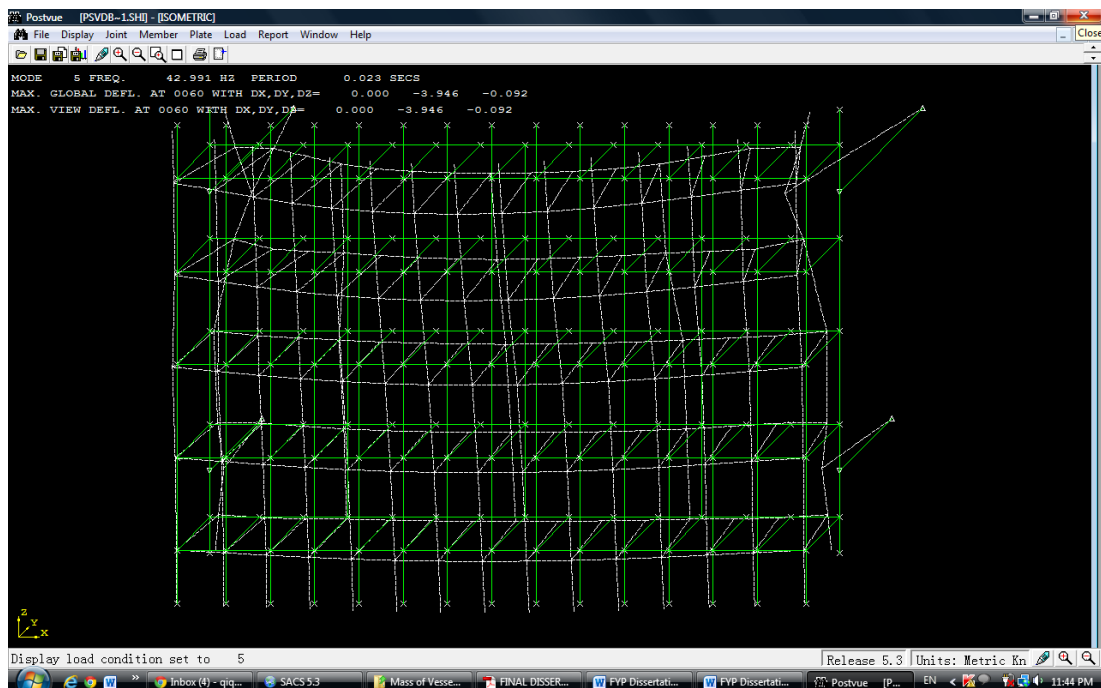 Postvue [PSVDB~1.SHI] - [ISOMETRIC]
Close
File Display Joint Member Plate Load Report Window Help
MODE 5 FREQ. 42.991 HZ PERIOD 0.023 SECS
MAX. GLOBAL DEFL. AT 0060 WITH DX,DY,DZ= 0.000 -3.946 -0.092
MAX. VIEW DEFL. AT 0060 WITH DX,DY,DZ= 0.000 -3.946 -0.092
Z
Y
X
Display load condition set to 5
Release 5.3 Units: Metric Kn
Inbox (4) - qiq... SACS 5.3 Mass of Vesse... FINAL DISSER... FYP Dissertati... FYP Dissertati... Postvue [P... EN 11:44 PM